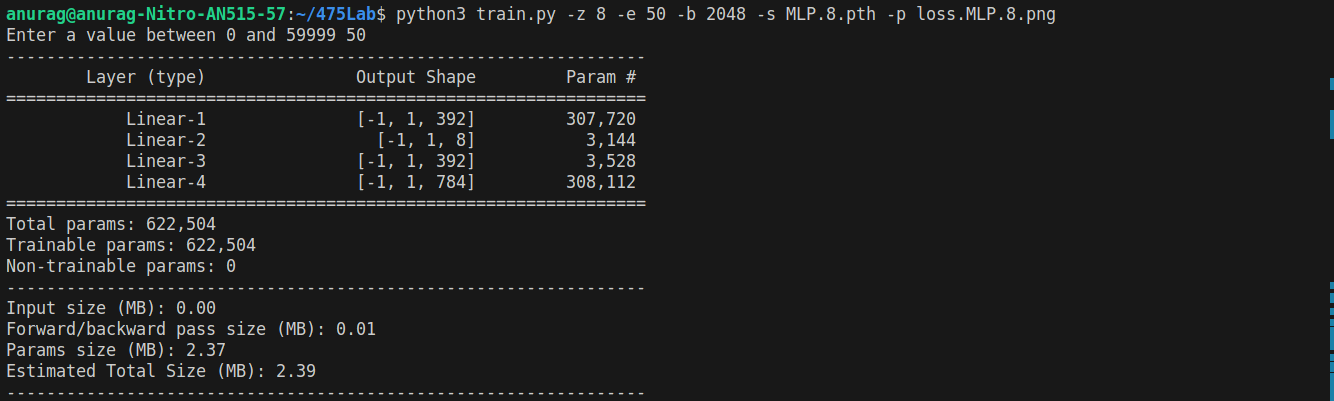 anurag@anurag-Nitro-AN515-57:~/475Lab$ python3 train.py -z 8 -e 50 -b 2048 -s MLP.8.pth -p loss.MLP.8.png
Enter a value between 0 and 59999 50
----------------------------------------------------------------
        Layer (type)               Output Shape         Param #
================================================================
            Linear-1               [-1, 1, 392]         307,720
            Linear-2                 [-1, 1, 8]           3,144
            Linear-3               [-1, 1, 392]           3,528
            Linear-4               [-1, 1, 784]         308,112
================================================================
Total params: 622,504
Trainable params: 622,504
Non-trainable params: 0
----------------------------------------------------------------
Input size (MB): 0.00
Forward/backward pass size (MB): 0.01
Params size (MB): 2.37
Estimated Total Size (MB): 2.39
----------------------------------------------------------------